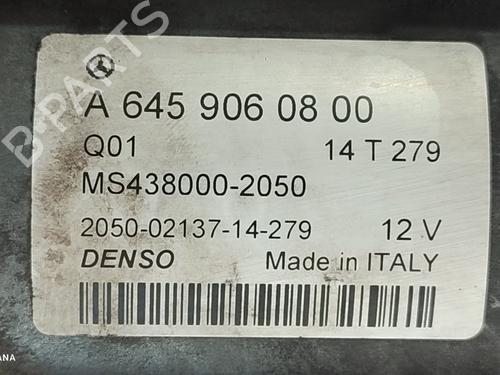 A 645 906 08 00
Q01 14 T 279
MS438000-2050
2050-02137-14-279 12 V
DENSO Made in ITALY
B-PARTS
ANA